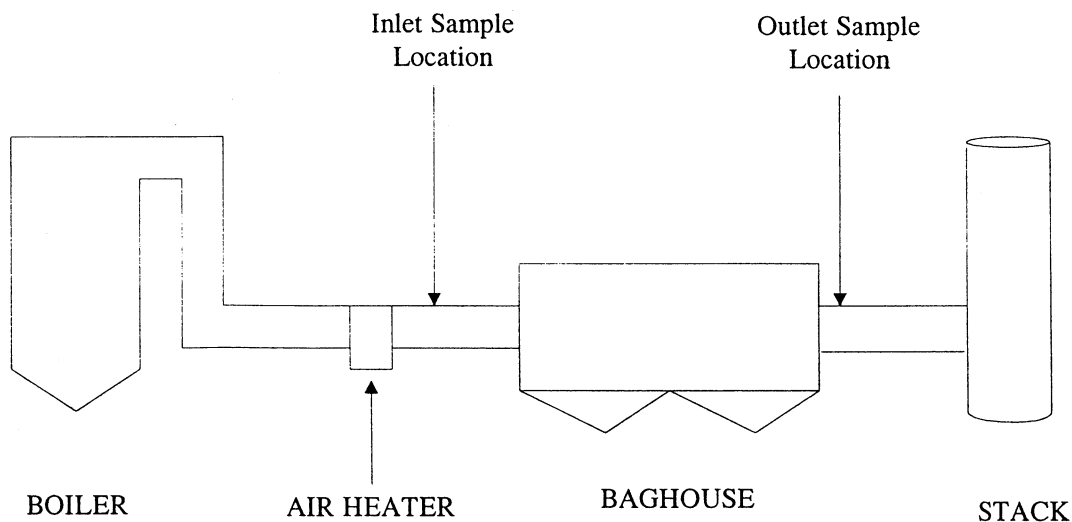 Inlet Sample
Location
Outlet Sample
Location
BOILER
AIR HEATER
BAGHOUSE
STACK